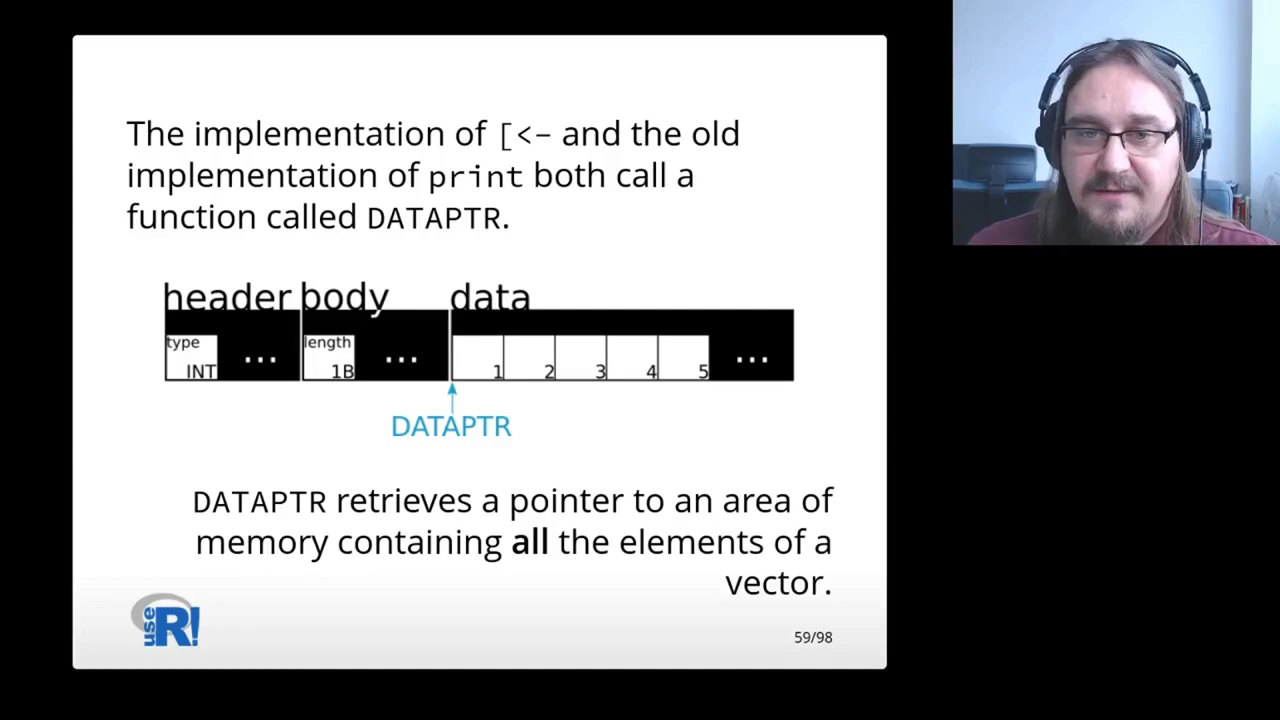 The implementation of [<- and the old
implementation of print both call a
function called DATAPTR.
header body data
type ... length ... ...
INT 1B 1 2 3 4 5
DATAPTR
DATAPTR retrieves a pointer to an area of
memory containing all the elements of a
vector.
use R!
59/98